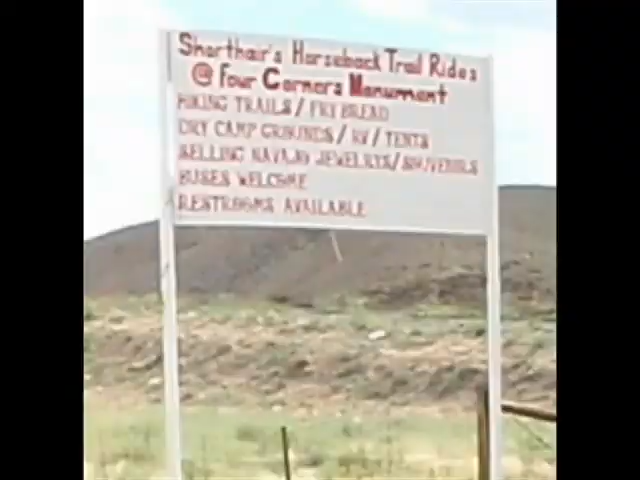 Shorthair's Horseback Trail Rides
@ Four Corners Monument
HIKING TRAILS / FRY BREAD
DRY CAMP GROUNDS / RV / TENTS
SELLING NAVAJO JEWELRYS / SOUVENIRS
BUSES WELCOME
RESTROOMS AVAILABLE